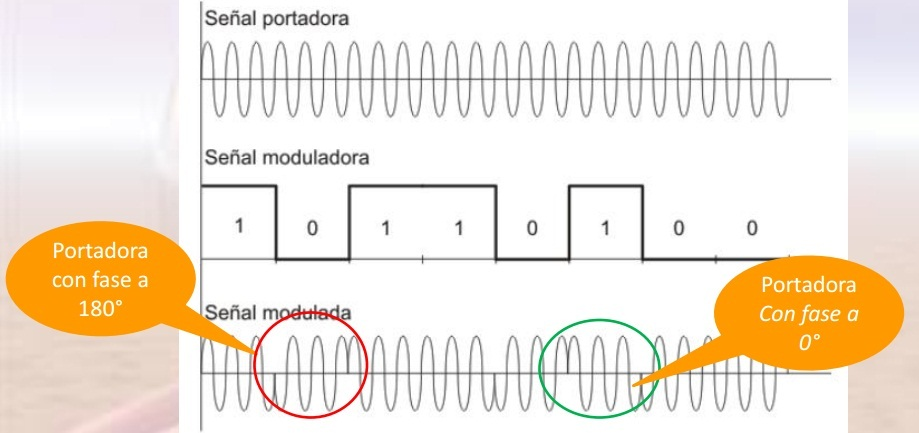 Señal portadora
Señal moduladora
1 0 1 1 0 1 0 0
Portadora
con fase a
180°
Señal modulada
Portadora
Con fase a
0°